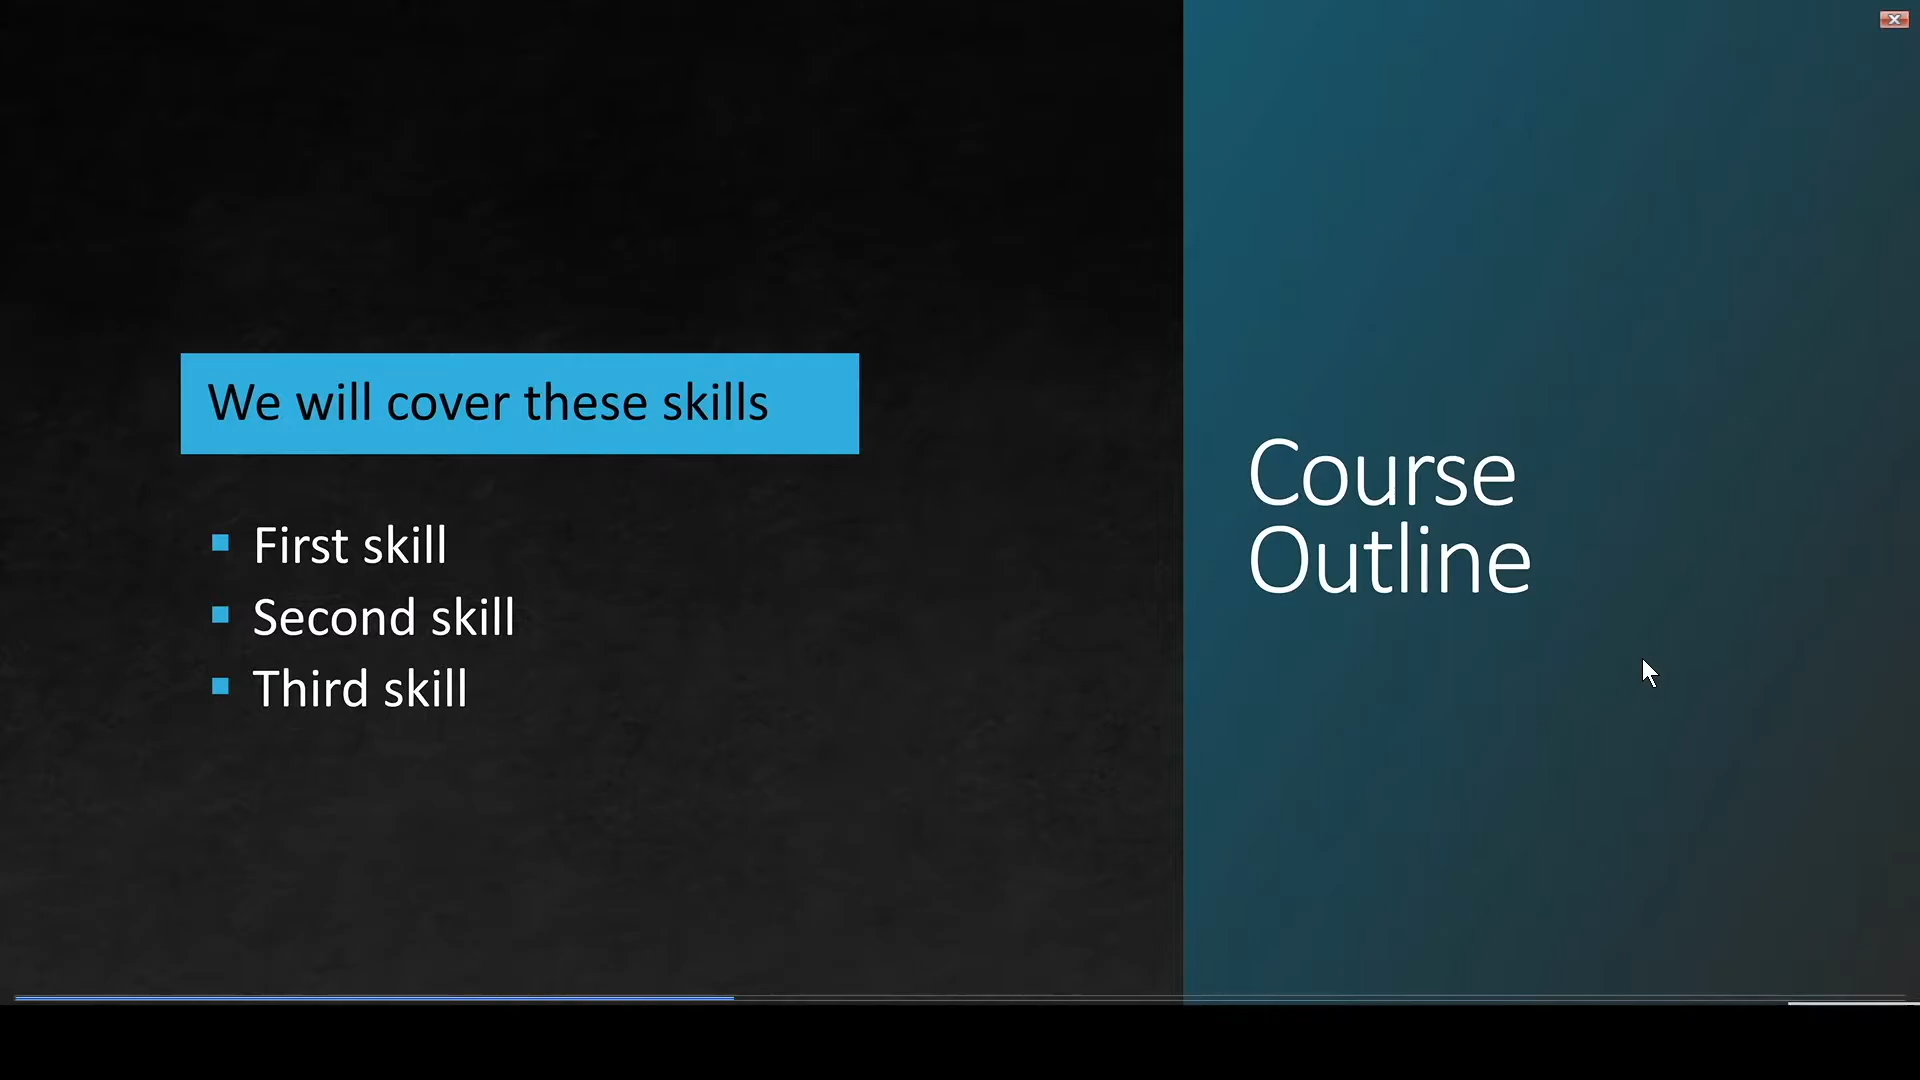 We will cover these skills
First skill
Second skill
Third skill
Course
Outline